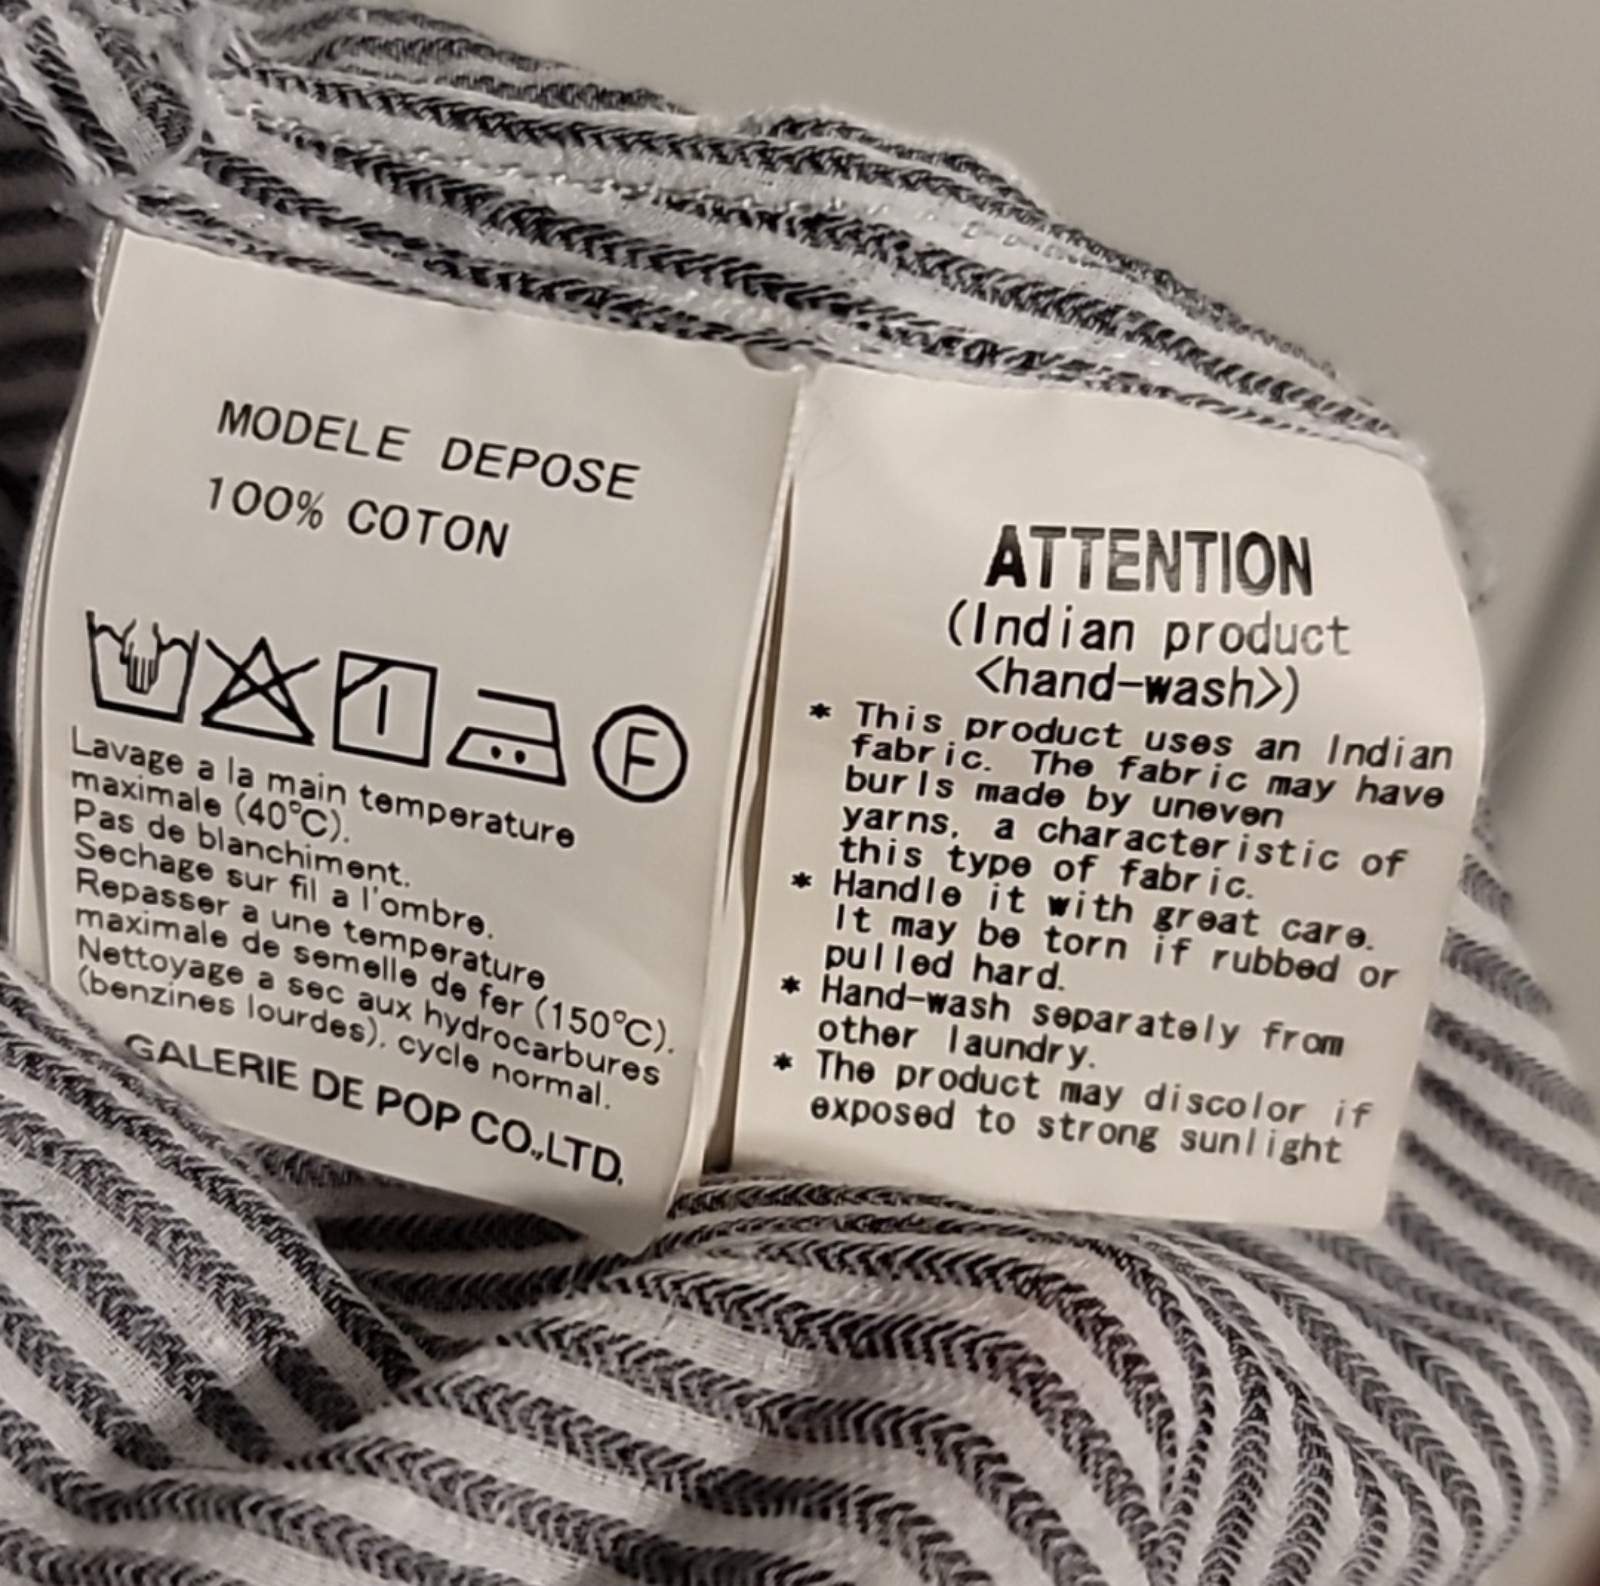 MODELE DEPOSE
100% COTON
F
Lavage a la main temperature
maximale (40°C).
Pas de blanchiment.
Sechage sur fil a l'ombre.
Repasser a une temperature
maximale de semelle de fer (150°C).
Nettoyage a sec aux hydrocarbures
(benzines lourdes), cycle normal.
GALERIE DE POP CO.,LTD.
ATTENTION
(Indian product
<hand-wash>)
* This product uses an Indian
fabric. The fabric may have
burls made by uneven
yarns, a characteristic of
this type of fabric.
* Handle it with great care.
It may be torn if rubbed or
pulled hard.
* Hand-wash separately from
other laundry.
* The product may discolor if
exposed to strong sunlight